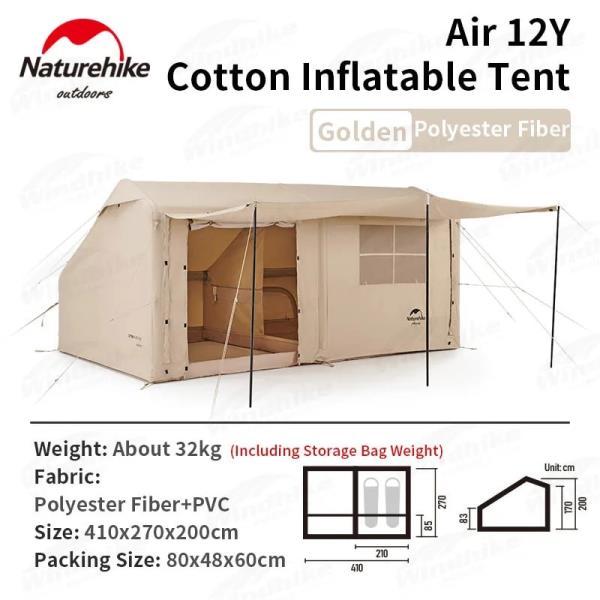 Naturehike
outdoors
Air 12Y
Cotton Inflatable Tent
Golden Polyester Fiber
Weight: About 32kg (Including Storage Bag Weight)
Fabric:
Polyester Fiber+PVC
Size: 410x270x200cm
Packing Size: 80x48x60cm
Unit: cm
270
85
210
410
83
170
200
Windhike